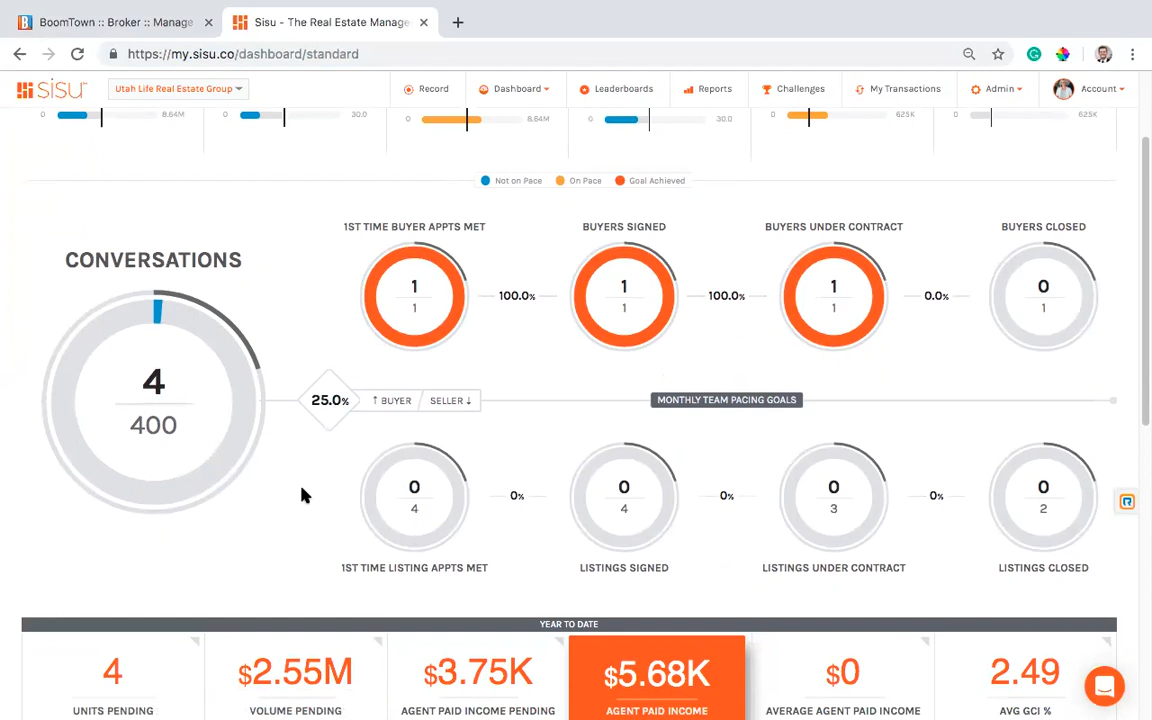 BoomTown :: Broker :: Manage
Sisu - The Real Estate Manage
https://my.sisu.co/dashboard/standard
sisu
Utah Life Real Estate Group
Record
Dashboard
Leaderboards
Reports
Challenges
My Transactions
Admin
Account
0 8.64M
0 30.0
0 8.64M
0 30.0
0 625K
0 625K
Not on Pace
On Pace
Goal Achieved
CONVERSATIONS
4
400
25.0%
↑ BUYER
SELLER ↓
MONTHLY TEAM PACING GOALS
1ST TIME BUYER APPTS MET
1
1
100.0%
BUYERS SIGNED
1
1
100.0%
BUYERS UNDER CONTRACT
1
1
0.0%
BUYERS CLOSED
0
1
0
4
1ST TIME LISTING APPTS MET
0%
0
4
LISTINGS SIGNED
0%
0
3
LISTINGS UNDER CONTRACT
0%
0
2
LISTINGS CLOSED
YEAR TO DATE
4
UNITS PENDING
$2.55M
VOLUME PENDING
$3.75K
AGENT PAID INCOME PENDING
$5.68K
AGENT PAID INCOME
$0
AVERAGE AGENT PAID INCOME
2.49
AVG GCI %